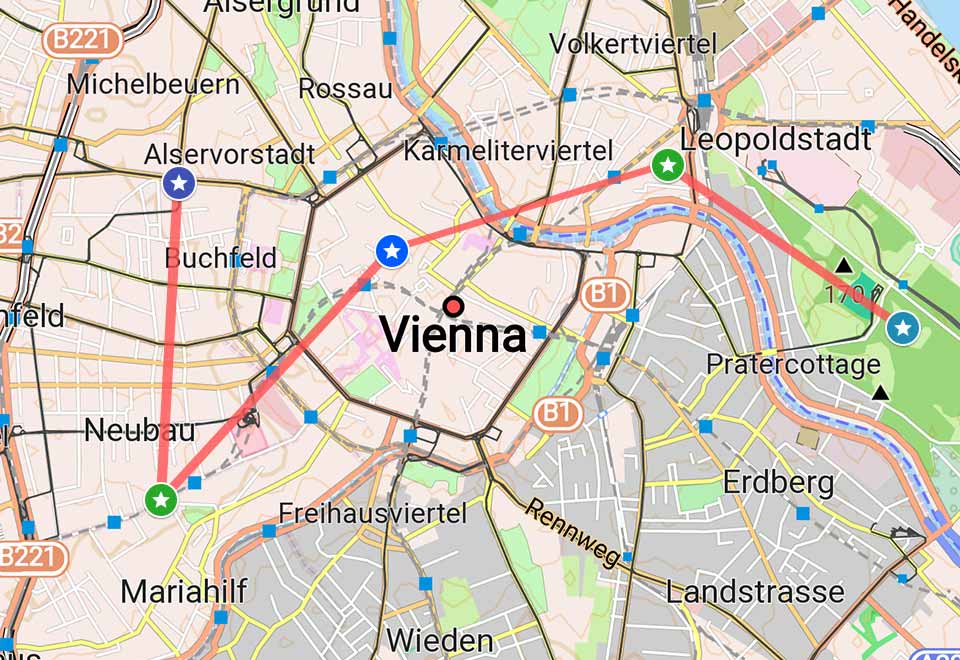 Alsergrund
B221
Volkertviertel
Handelsk
Michelbeuern
Rossau
Leopoldstadt
Alservorstadt
Karmeliterviertel
B2
Buchfeld
170
B1
nfeld
Vienna
Pratercottage
B1
Neubau
Erdberg
Freihausviertel
Rennweg
B221
Mariahilf
Landstrasse
Wieden